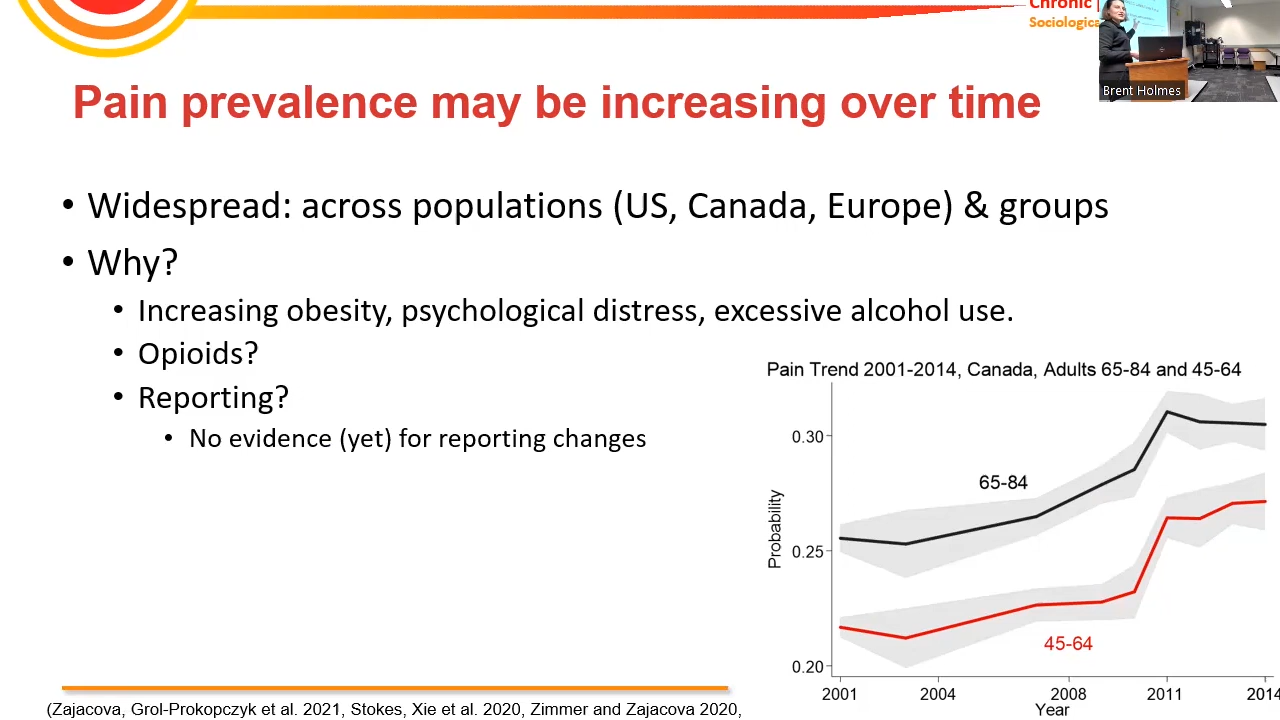 Chronic
Sociologica
Brent Holmes
Pain prevalence may be increasing over time
• Widespread: across populations (US, Canada, Europe) & groups
• Why?
• Increasing obesity, psychological distress, excessive alcohol use.
• Opioids?
• Reporting?
• No evidence (yet) for reporting changes
Pain Trend 2001-2014, Canada, Adults 65-84 and 45-64
Probability
0.30
0.25
0.20
65-84
45-64
2001 2004 2008 2011 2014
Year
(Zajacova, Grol-Prokopczyk et al. 2021, Stokes, Xie et al. 2020, Zimmer and Zajacova 2020,